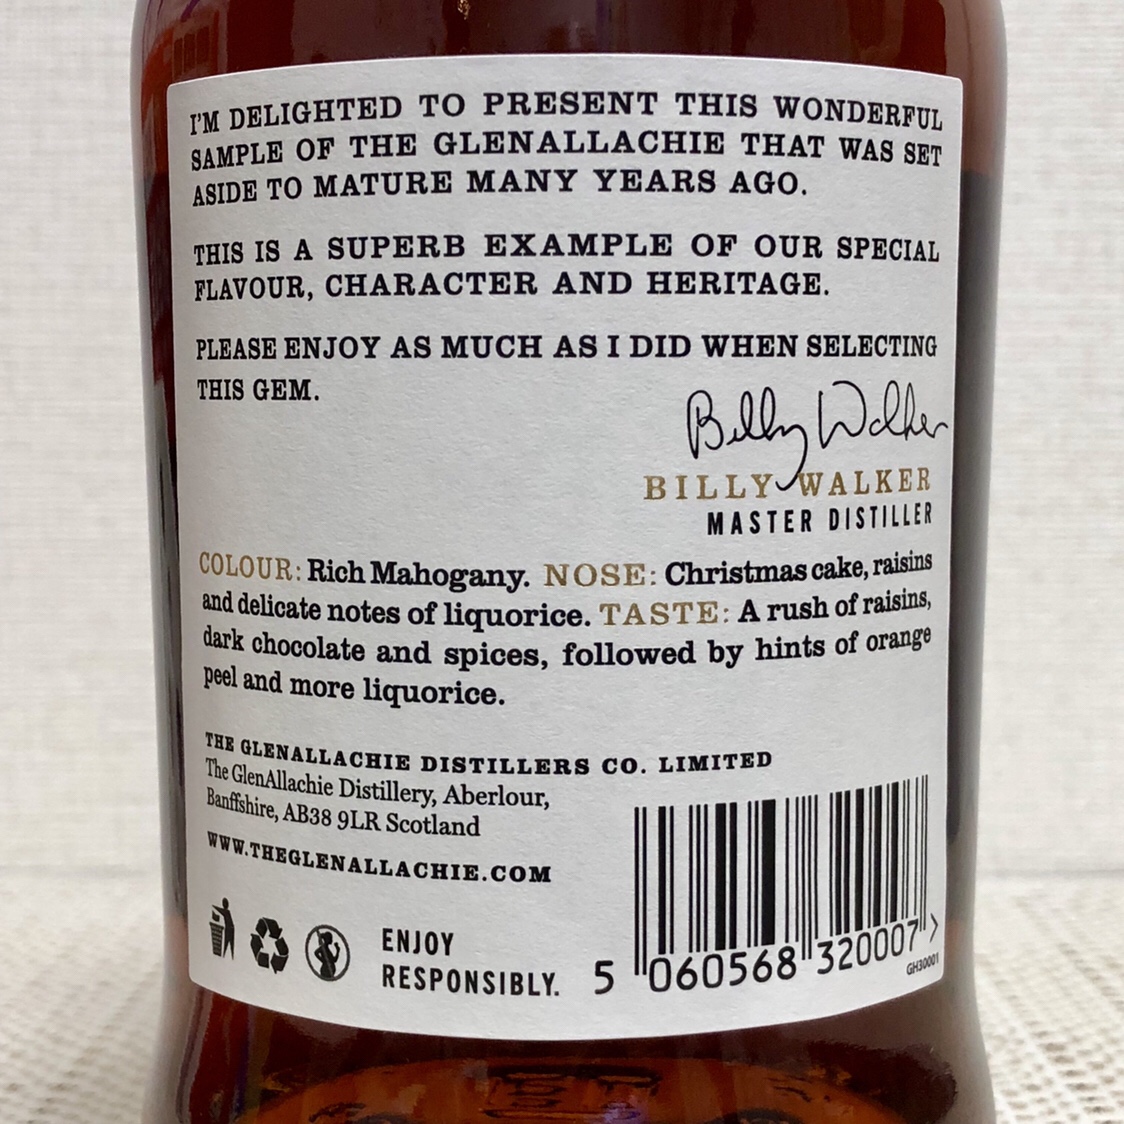 I'M DELIGHTED TO PRESENT THIS WONDERFUL
SAMPLE OF THE GLENALLACHIE THAT WAS SET
ASIDE TO MATURE MANY YEARS AGO.
THIS IS A SUPERB EXAMPLE OF OUR SPECIAL
FLAVOUR, CHARACTER AND HERITAGE.
PLEASE ENJOY AS MUCH AS I DID WHEN SELECTING
THIS GEM.
Billy Walker
BILLY WALKER
MASTER DISTILLER
COLOUR: Rich Mahogany. NOSE: Christmas cake, raisins
and delicate notes of liquorice. TASTE: A rush of raisins,
dark chocolate and spices, followed by hints of orange
peel and more liquorice.
THE GLENALLACHIE DISTILLERS CO. LIMITED
The GlenAllachie Distillery, Aberlour,
Banffshire, AB38 9LR Scotland
WWW.THEGLENALLACHIE.COM
ENJOY
RESPONSIBLY.
5 060568 320007 >
GH30001